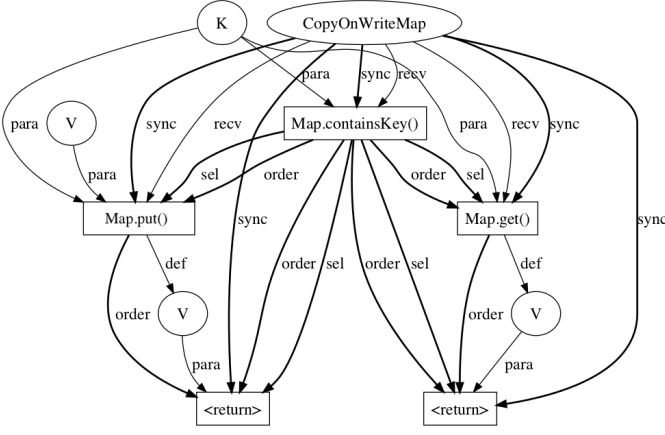 K
CopyOnWriteMap
para
sync
recv
V
para
sync
recv
Map.containsKey()
para
recv
sync
para
sel
order
order
sel
Map.put()
Map.get()
sync
sync
def
order
sel
order
sel
def
order
V
order
V
para
para
<return>
<return>